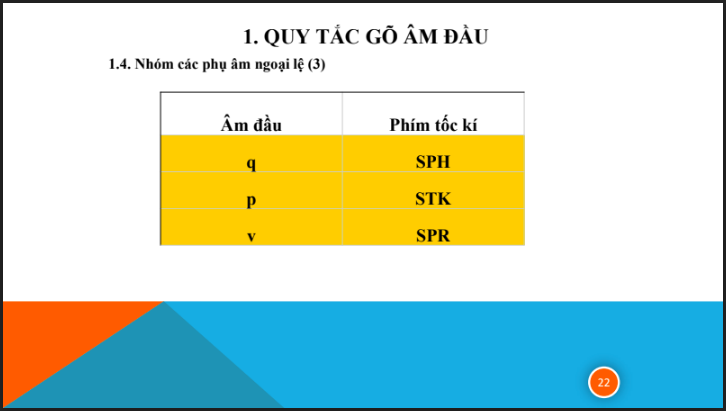 1. QUY TẮC GÕ ÂM ĐẦU
1.4. Nhóm các phụ âm ngoại lệ (3)
Âm đầu Phím tốc kí
q SPH
p STK
v SPR
22